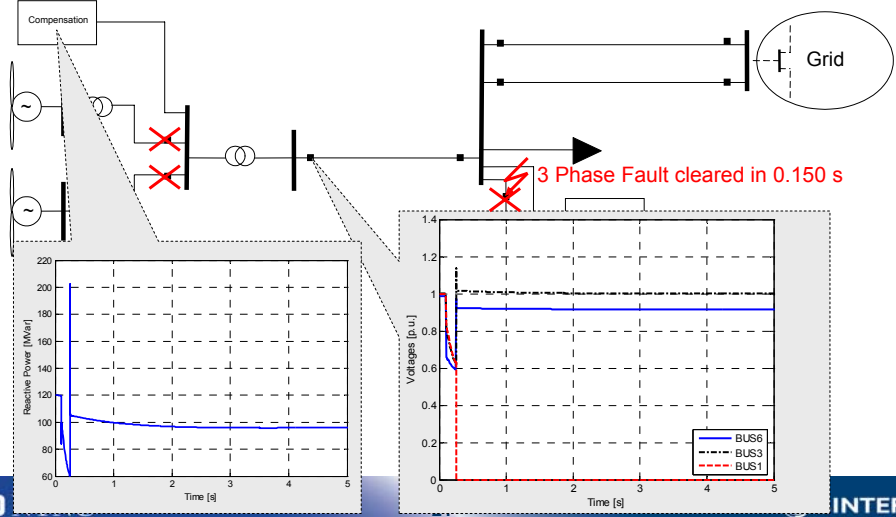 Compensation
Grid
~
~
3 Phase Fault cleared in 0.150 s
220
200
180
160
140
120
100
80
60
Reactive Power [MVar]
0 1 2 3 4 5
Time [s]
1.4
1.2
1
0.8
0.6
0.4
0.2
0
Voltages [p.u.]
BUS6
BUS3
BUS1
0 1 2 3 4 5
Time [s]
INTE